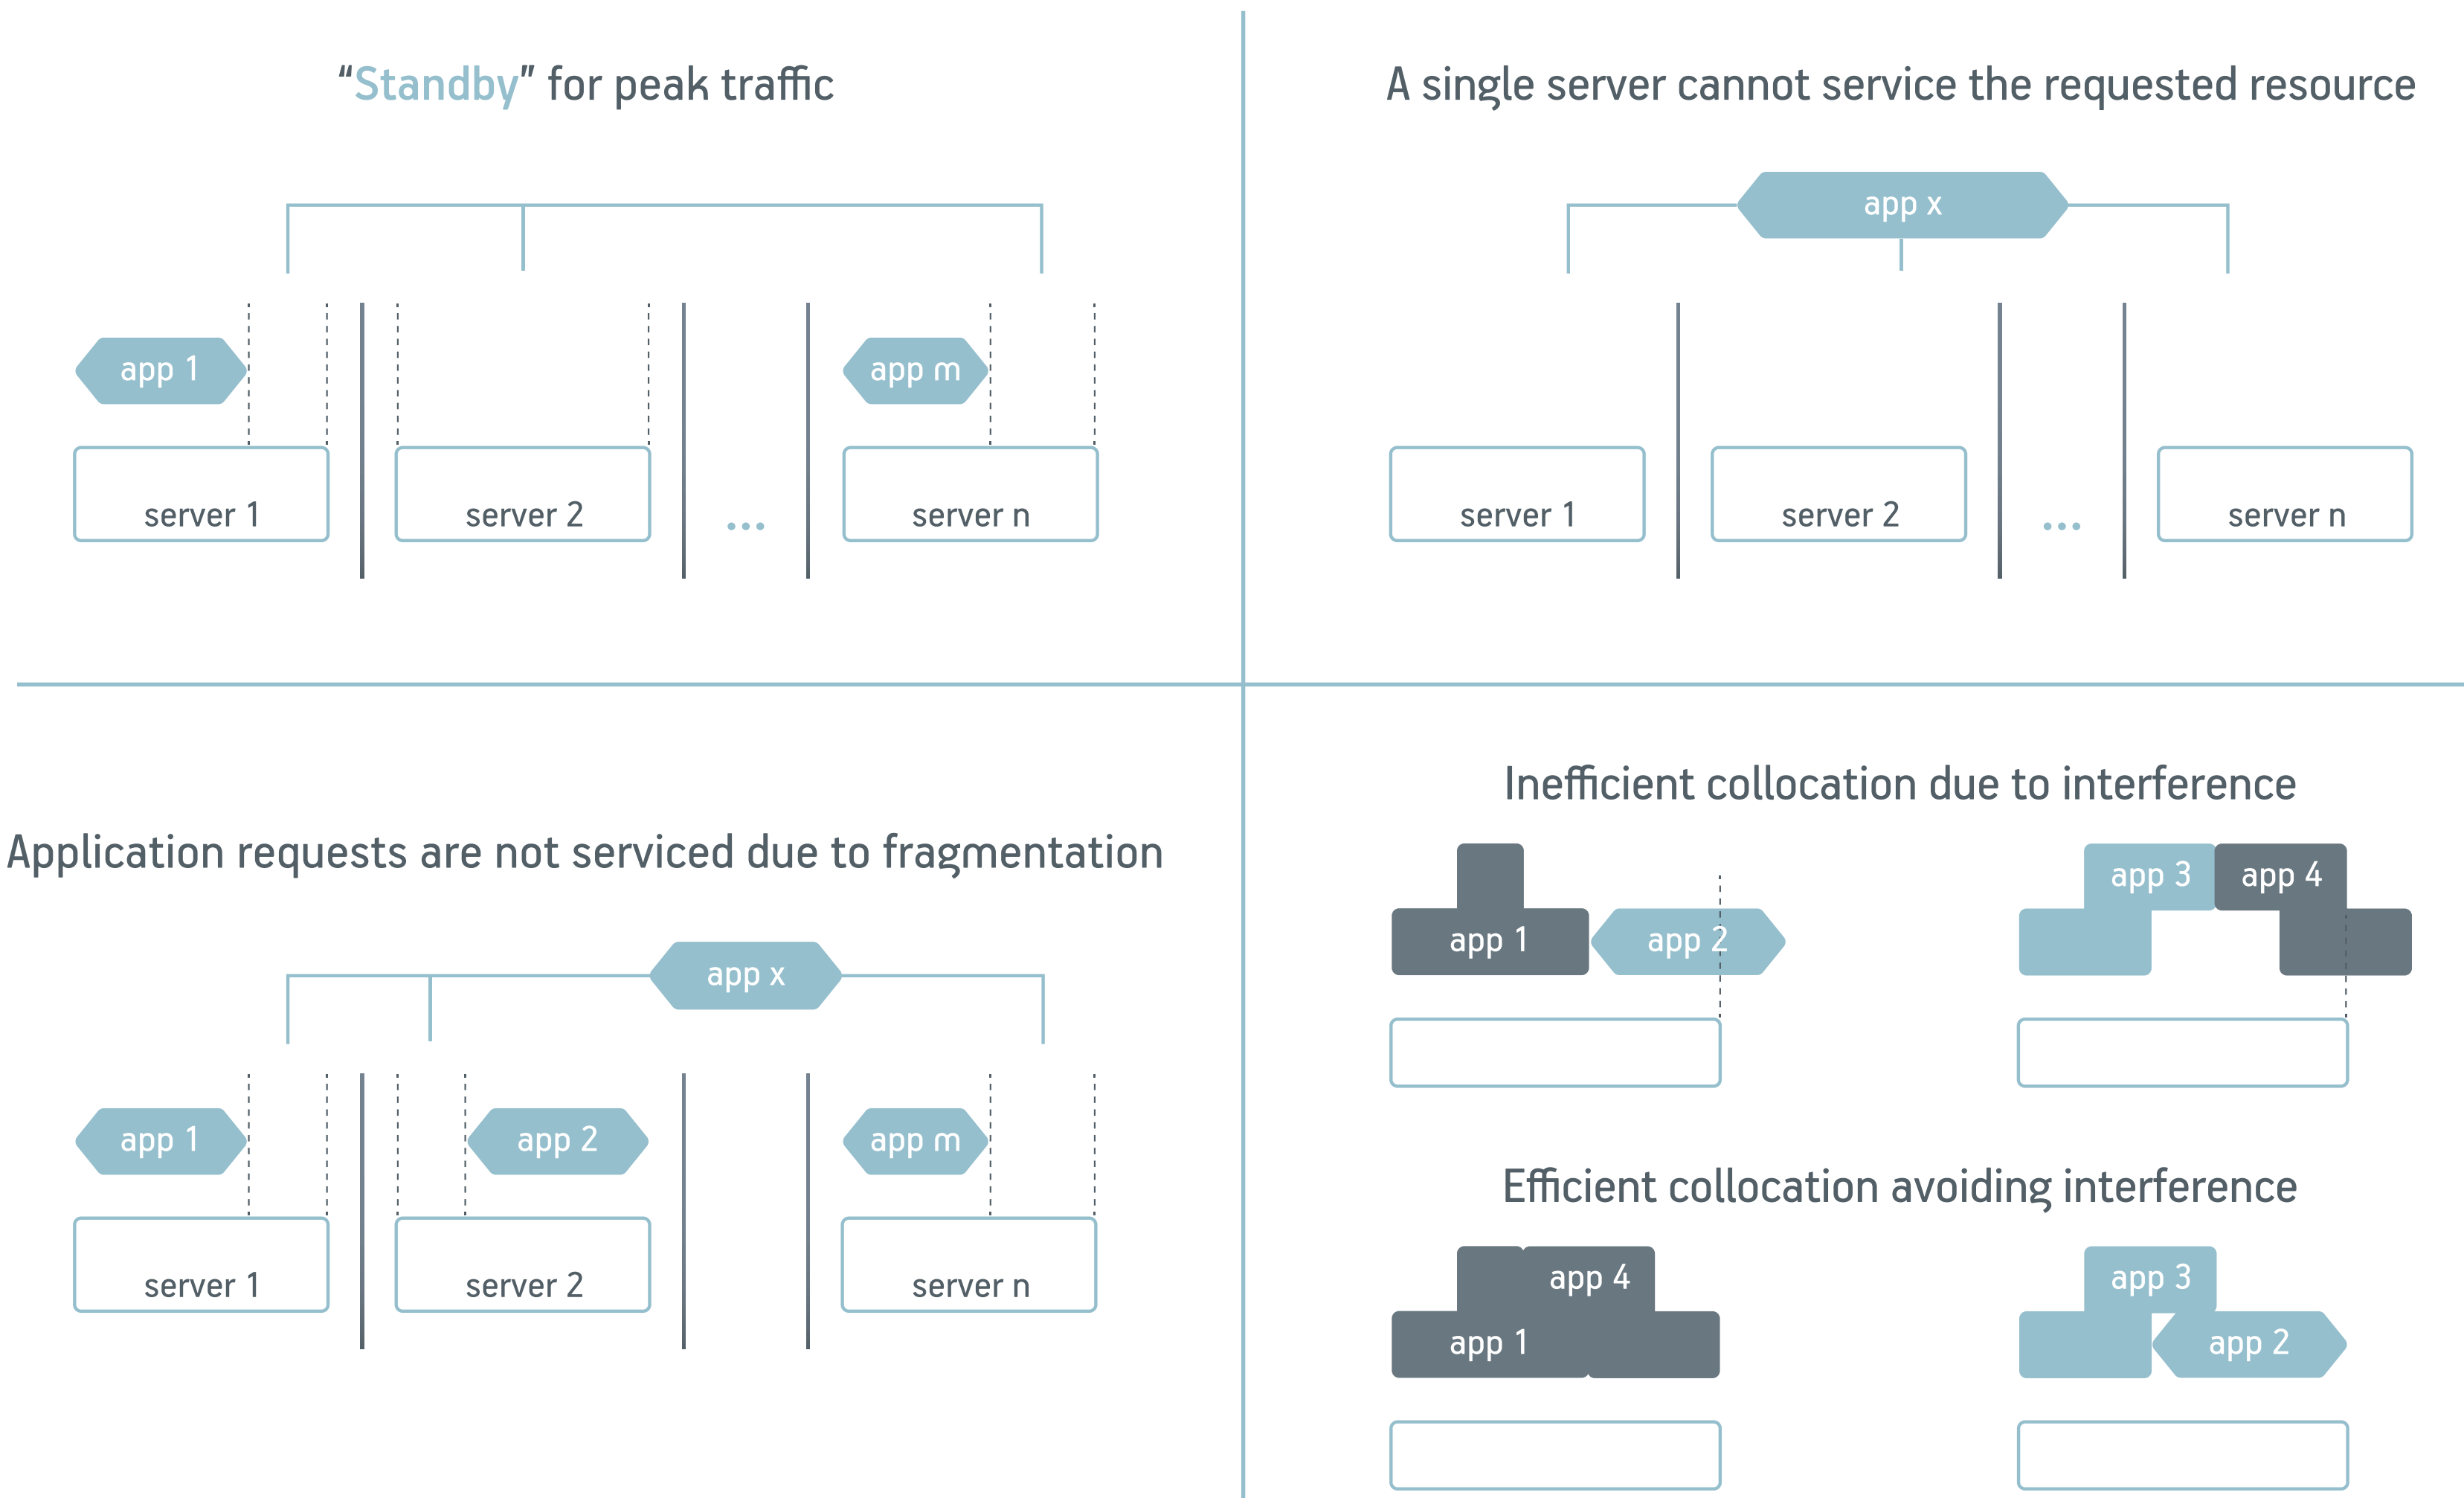 “Standby” for peak traffic
app 1
app m
server 1
server 2
...
server n
A single server cannot service the requested resource
app x
server 1
server 2
...
server n
Application requests are not serviced due to fragmentation
app x
app 1
app 2
app m
server 1
server 2
server n
Inefficient collocation due to interference
app 3
app 4
app 1
app 2
Efficient collocation avoiding interference
app 4
app 3
app 1
app 2